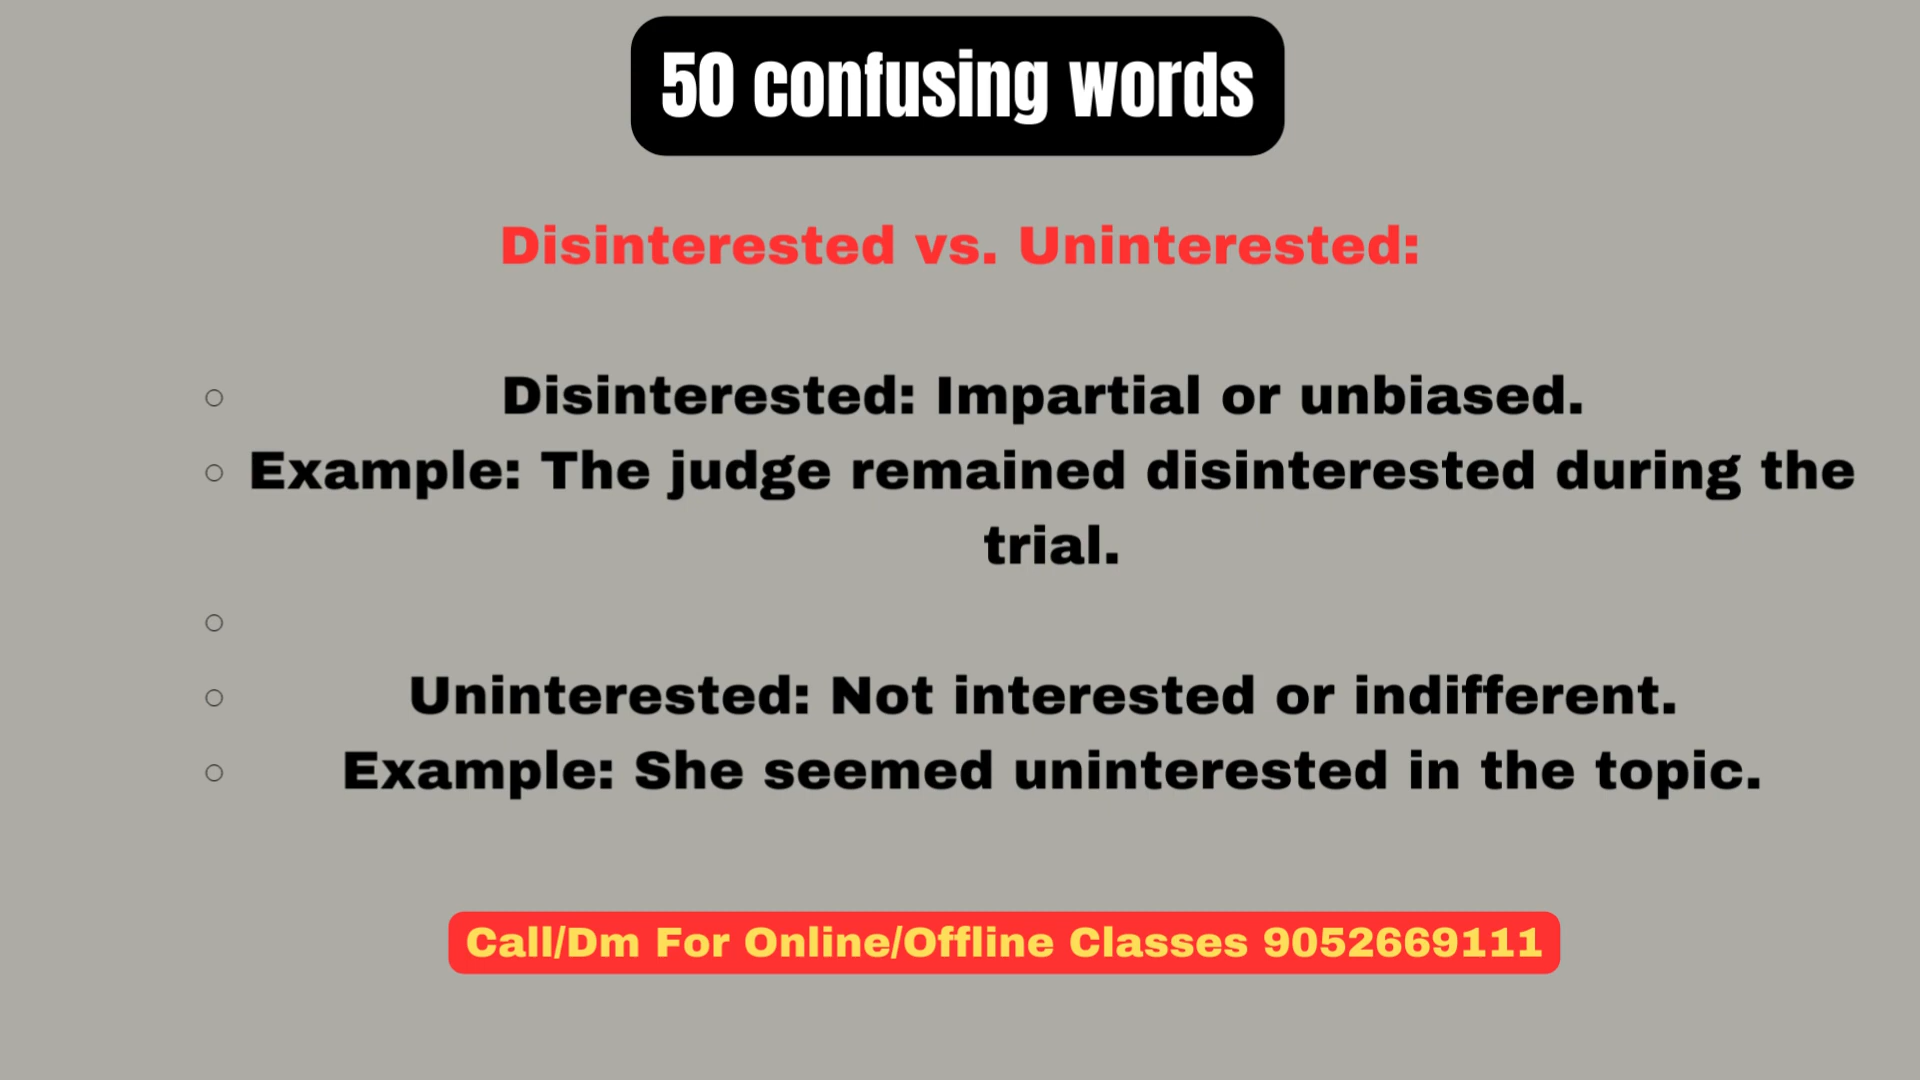 50 confusing words
Disinterested vs. Uninterested:
Disinterested: Impartial or unbiased.
Example: The judge remained disinterested during the
trial.
Uninterested: Not interested or indifferent.
Example: She seemed uninterested in the topic.
Call/Dm For Online/Offline Classes 9052669111